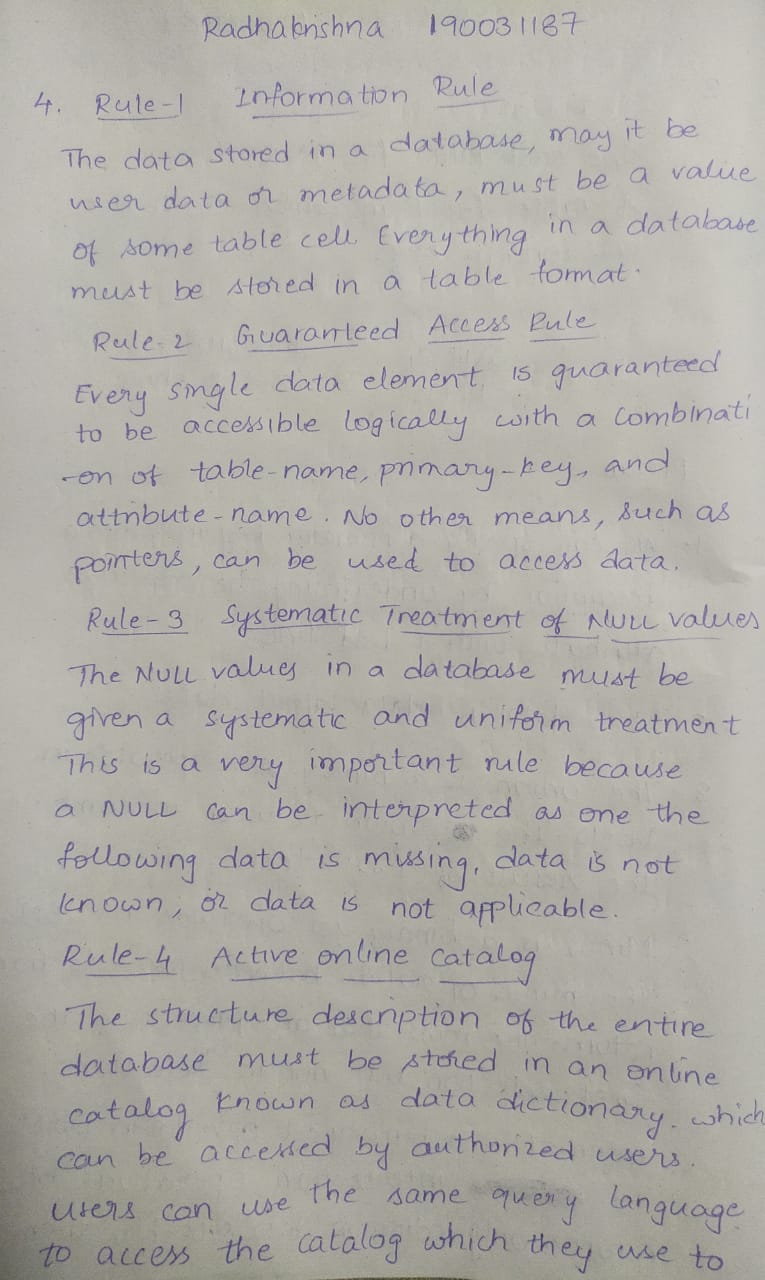 Radhakrishna 190031187
4. Rule-1 Information Rule
The data stored in a database, may it be
user data or metadata, must be a value
of some table cell Everything in a database
must be stored in a table format.
Rule-2 Guaranteed Access Rule
Every single data element is guaranteed
to be accessible logically with a combinati
-on of table-name, primary-key, and
attribute-name. No other means, such as
pointers, can be used to access data.
Rule-3 Systematic Treatment of NULL values
The NULL values in a database must be
given a systematic and uniform treatment
This is a very important rule because
a NULL can be interpreted as one the
following data is missing, data is not
known, or data is not applicable.
Rule-4 Active online catalog
The structure description of the entire
database must be stored in an online
catalog known as data dictionary. which
can be accessed by authorized users.
users can use the same query language
to access the catalog which they use to